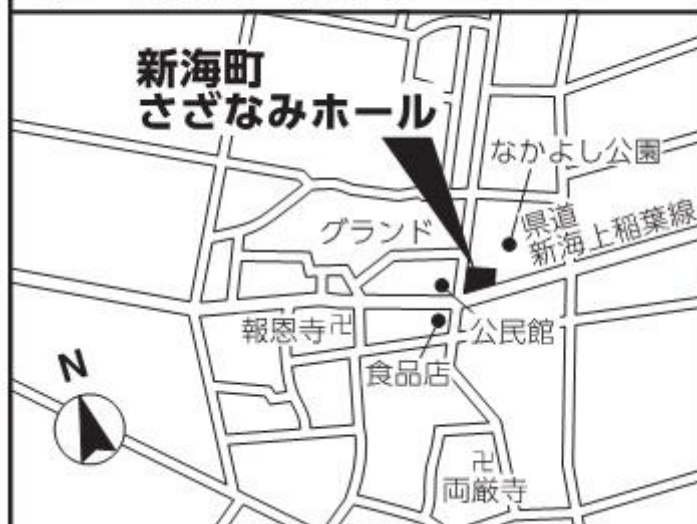 新海町
さざなみホール
なかよし公園
グランド
県道
新海上稲葉線
報恩寺卍
公民館
食品店
N
卍
両厳寺